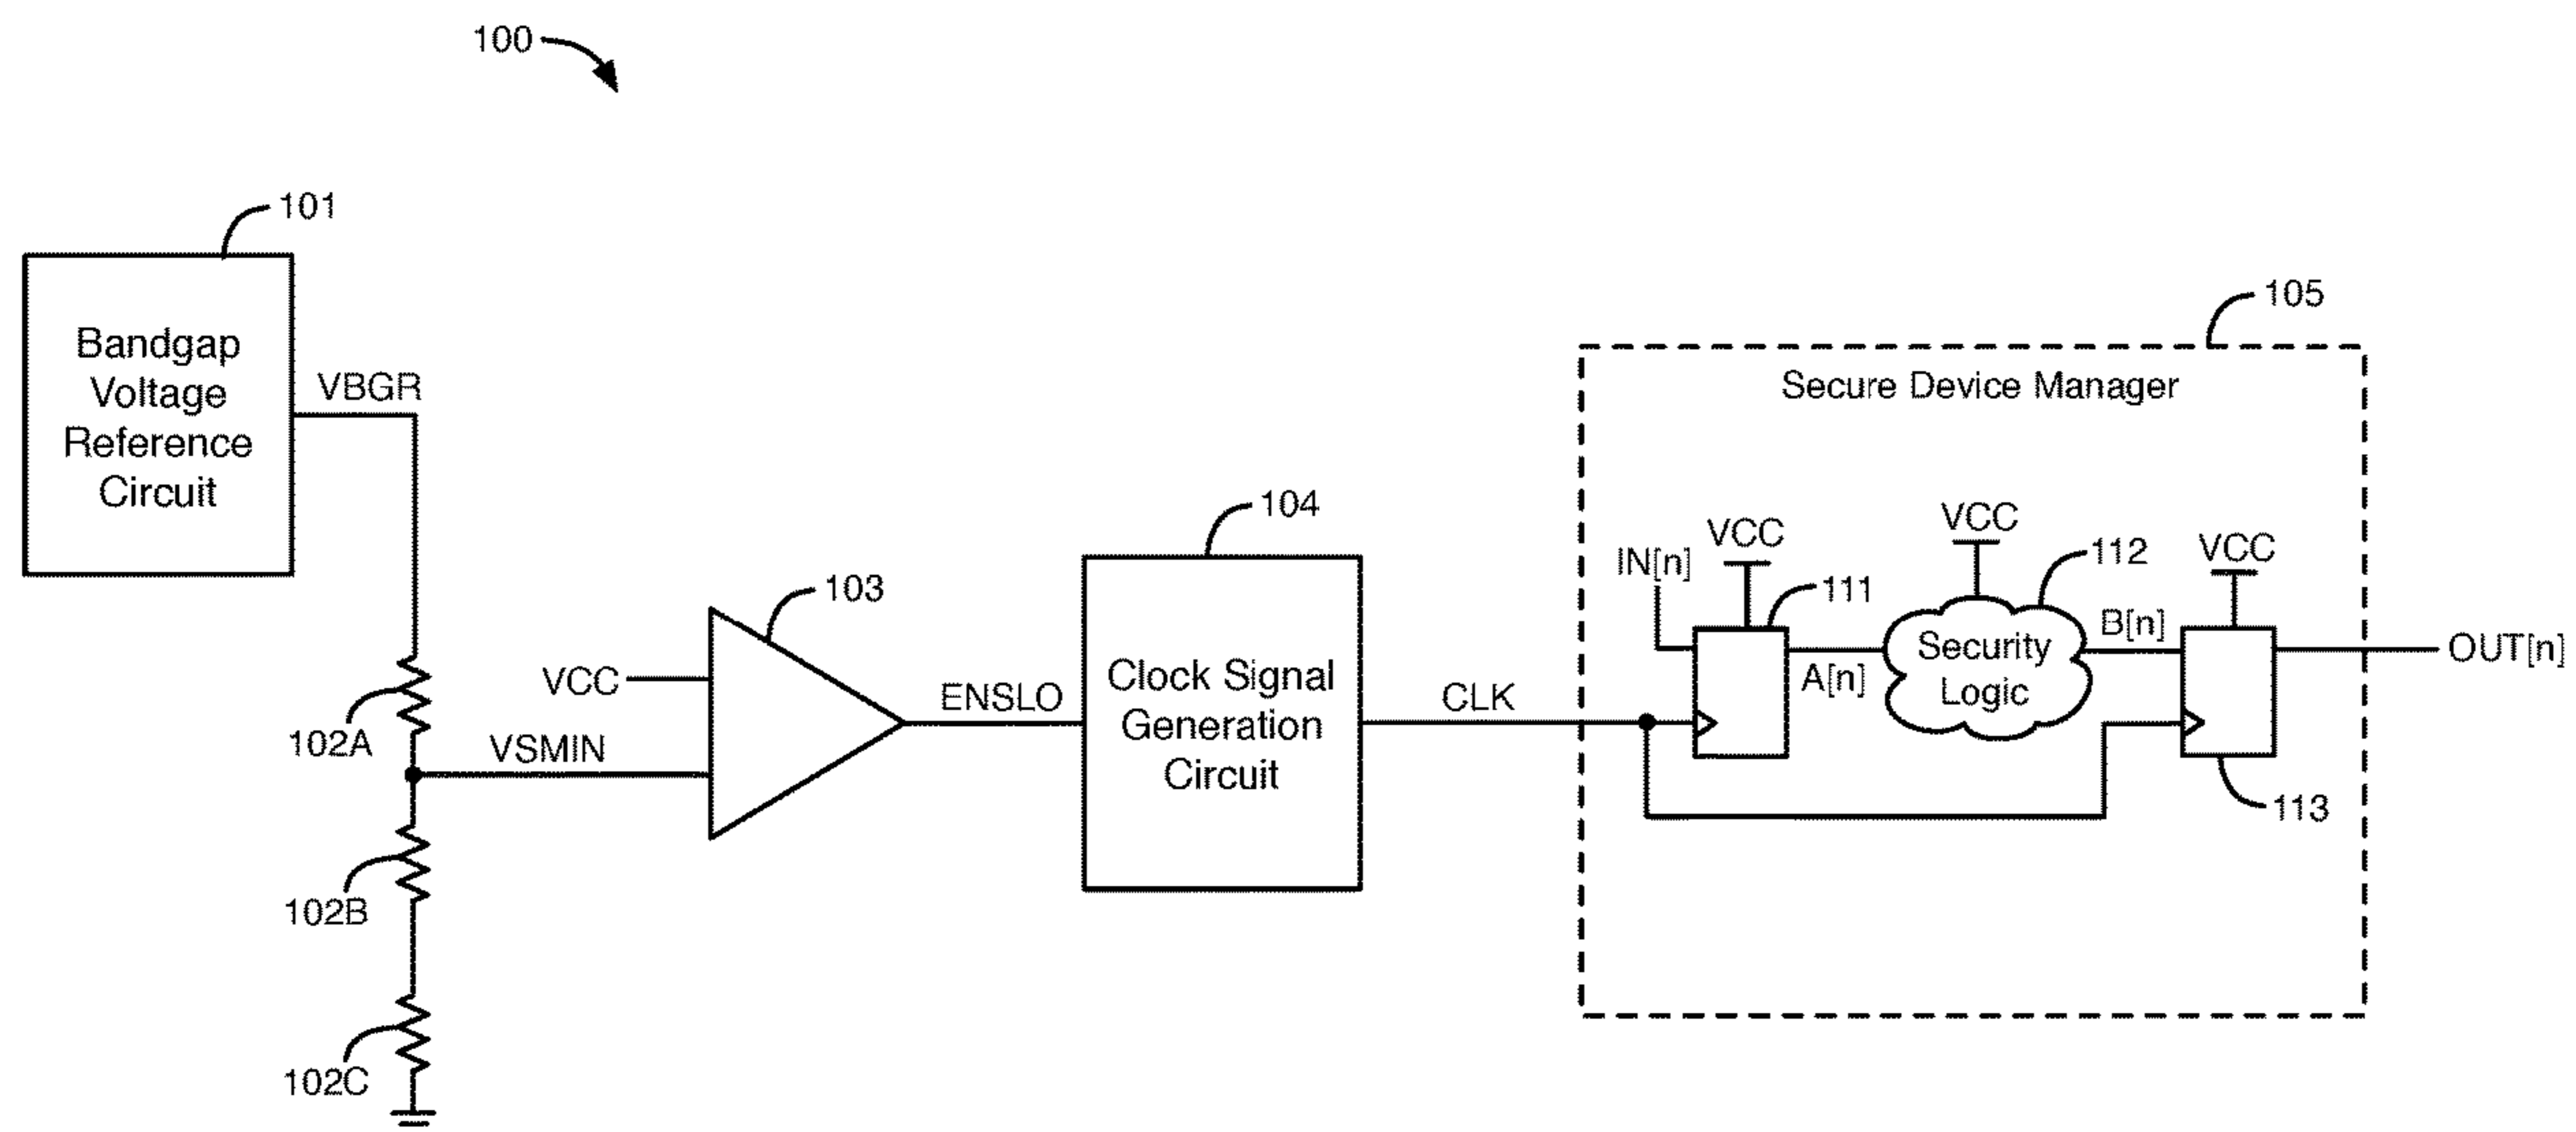 100
101
Bandgap
Voltage
Reference
Circuit
VBGR
102A
VSMIN
102B
102C
VCC
103
ENSLO
104
Clock Signal
Generation
Circuit
CLK
105
Secure Device Manager
IN[n]
VCC
111
A[n]
VCC
112
Security
Logic
B[n]
VCC
113
OUT[n]